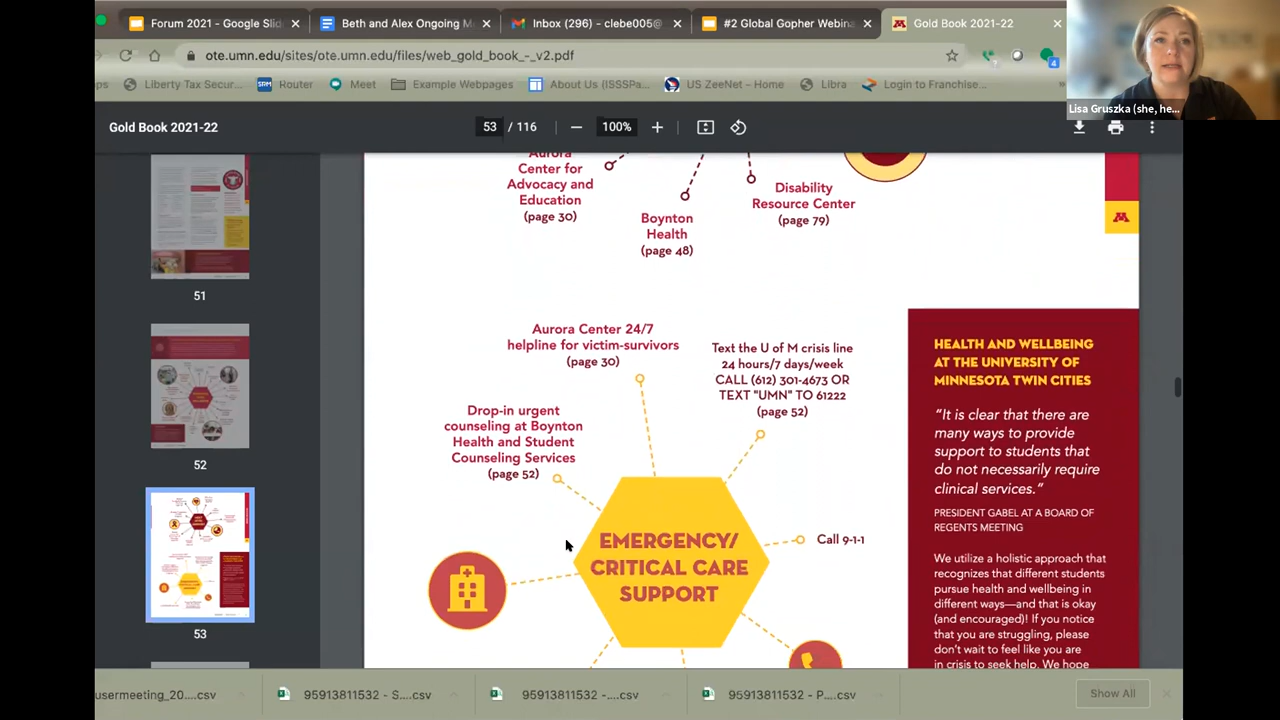 Forum 2021 - Google Slid
Beth and Alex Ongoing M
Inbox (296) - clebe005@
#2 Global Gopher Webina
Gold Book 2021-22
ote.umn.edu/sites/ote.umn.edu/files/web_gold_book_-_v2.pdf
4
ps
Liberty Tax Secur...
SRM Router
Meet
Example Webpages
About Us (ISSSPa...
US ZeeNet – Home
Libra
Login to Franchise...
Lisa Gruszka (she, he...
Gold Book 2021-22
53 / 116
100%
51
52
53
Aurora
Center for
Advocacy and
Education
(page 30)
Boynton
Health
(page 48)
Disability
Resource Center
(page 79)
M
Aurora Center 24/7
helpline for victim-survivors
(page 30)
Text the U of M crisis line
24 hours/7 days/week
CALL (612) 301-4673 OR
TEXT "UMN" TO 61222
(page 52)
Drop-in urgent
counseling at Boynton
Health and Student
Counseling Services
(page 52)
EMERGENCY/
CRITICAL CARE
SUPPORT
Call 9-1-1
HEALTH AND WELLBEING
AT THE UNIVERSITY OF
MINNESOTA TWIN CITIES
“It is clear that there are
many ways to provide
support to students that
do not necessarily require
clinical services.”
PRESIDENT GABEL AT A BOARD OF
REGENTS MEETING
We utilize a holistic approach that
recognizes that different students
pursue health and wellbeing in
different ways—and that is okay
(and encouraged)! If you notice
that you are struggling, please
don’t wait to feel like you are
in crisis to seek help. We hope
usermeeting_20....csv
95913811532 - S....csv
95913811532 -....csv
95913811532 - P....csv
Show All